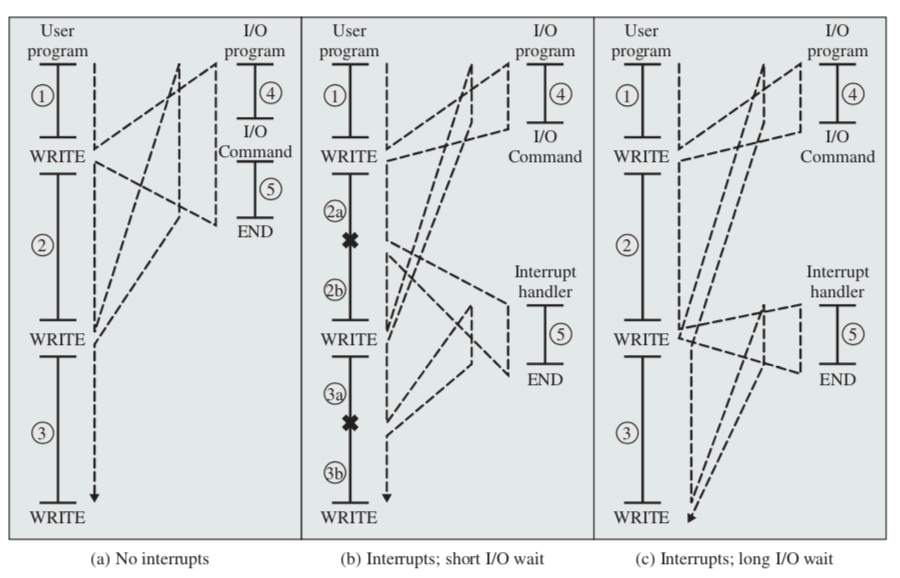 User
program
I/O
program
①
④
I/O
Command
WRITE
⑤
END
②
WRITE
③
WRITE
(a) No interrupts
User
program
I/O
program
①
④
I/O
Command
WRITE
2a
2b
Interrupt
handler
⑤
END
WRITE
3a
3b
WRITE
(b) Interrupts; short I/O wait
User
program
I/O
program
①
④
I/O
Command
WRITE
②
Interrupt
handler
⑤
END
WRITE
③
WRITE
(c) Interrupts; long I/O wait